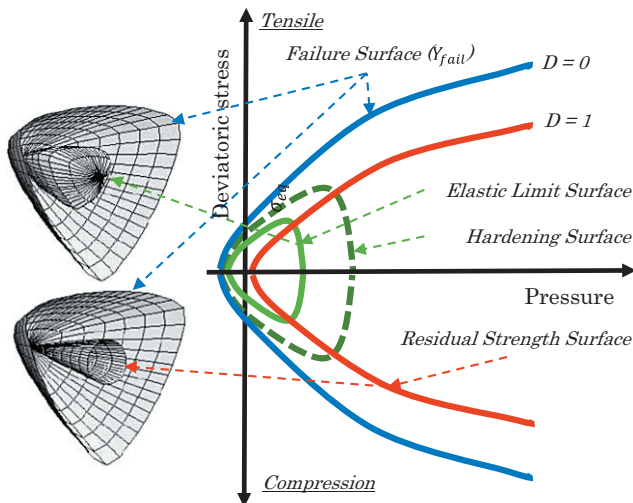 Tensile
Failure Surface (Y_fail)
D = 0
D = 1
Deviatoric stress
σ_eq
Elastic Limit Surface
Hardening Surface
Pressure
Residual Strength Surface
Compression